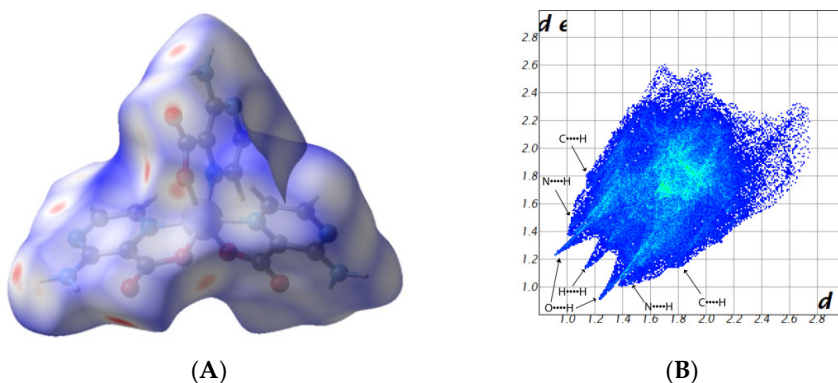 d e
2.8
2.6
2.4
2.2
2.0
1.8
1.6
1.4
1.2
1.0
C••••H
N••••H
H••••H
O••••H
N••••H
C••••H
d
1.0 1.2 1.4 1.6 1.8 2.0 2.2 2.4 2.6 2.8
(A) (B)